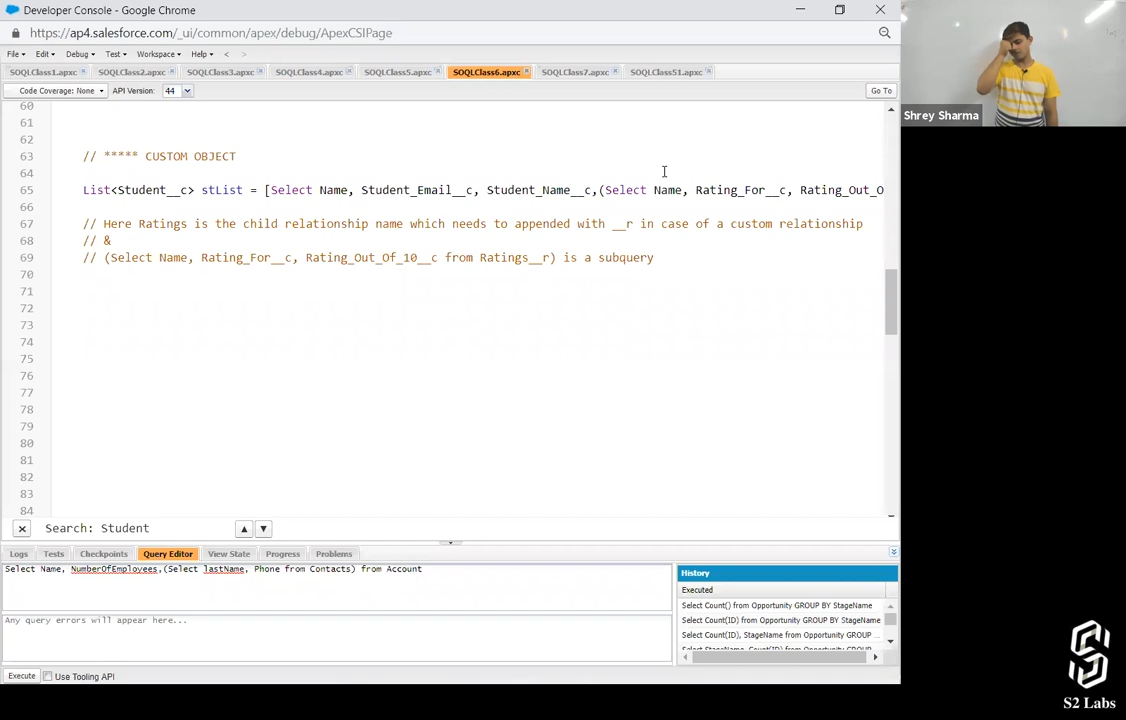 Developer Console - Google Chrome
https://ap4.salesforce.com/_ui/common/apex/debug/ApexCSIPage
File Edit Debug Test Workspace Help < >
SOQLClass1.apxc SOQLClass2.apxc SOQLClass3.apxc SOQLClass4.apxc SOQLClass5.apxc SOQLClass6.apxc SOQLClass7.apxc SOQLClass51.apxc
Code Coverage: None API Version: 44 Go To
Shrey Sharma
60
61
62
63 // ***** CUSTOM OBJECT
64
65 List<Student__c> stList = [Select Name, Student_Email__c, Student_Name__c,(Select Name, Rating_For__c, Rating_Out_O
66
67 // Here Ratings is the child relationship name which needs to appended with __r in case of a custom relationship
68 // &
69 // (Select Name, Rating_For__c, Rating_Out_Of_10__c from Ratings__r) is a subquery
70
71
72
73
74
75
76
77
78
79
80
81
82
83
84
Search: Student
Logs Tests Checkpoints Query Editor View State Progress Problems
Select Name, NumberOfEmployees,(Select lastName, Phone from Contacts) from Account
Any query errors will appear here...
History
Executed
Select Count() from Opportunity GROUP BY StageName
Select Count(ID) from Opportunity GROUP BY StageName
Select Count(ID), StageName from Opportunity GROUP ...
Select StageName, Count(ID) from Opportunity GROUP
Execute Use Tooling API
S2 Labs